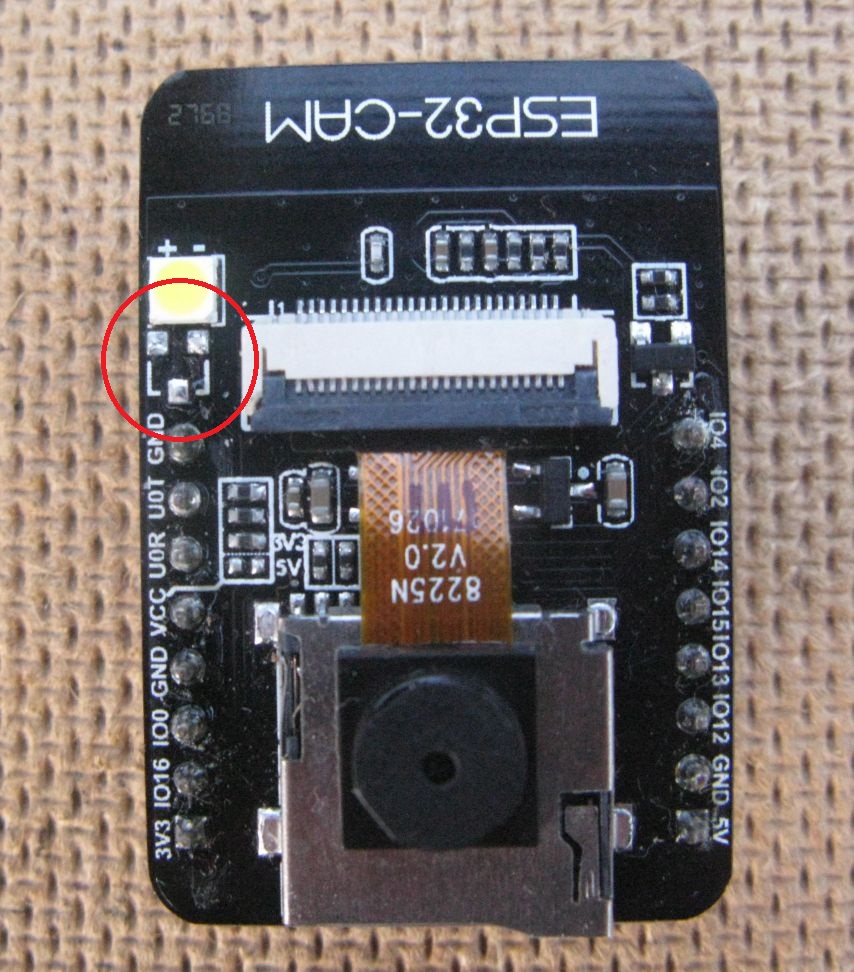 ESP32-CAM
+ -
GND
U0T
U0R
VCC
GND
IO0
IO16
3V3
3V3
5V
IO4
IO2
IO14
IO15
IO13
IO12
GND
5V
8225N
V2.0
171026